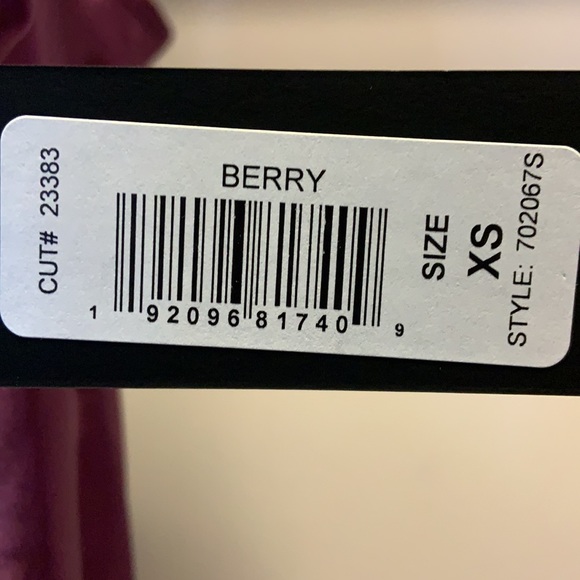 CUT# 23383
BERRY
1 92096 81740 9
SIZE
XS
STYLE: 702067S